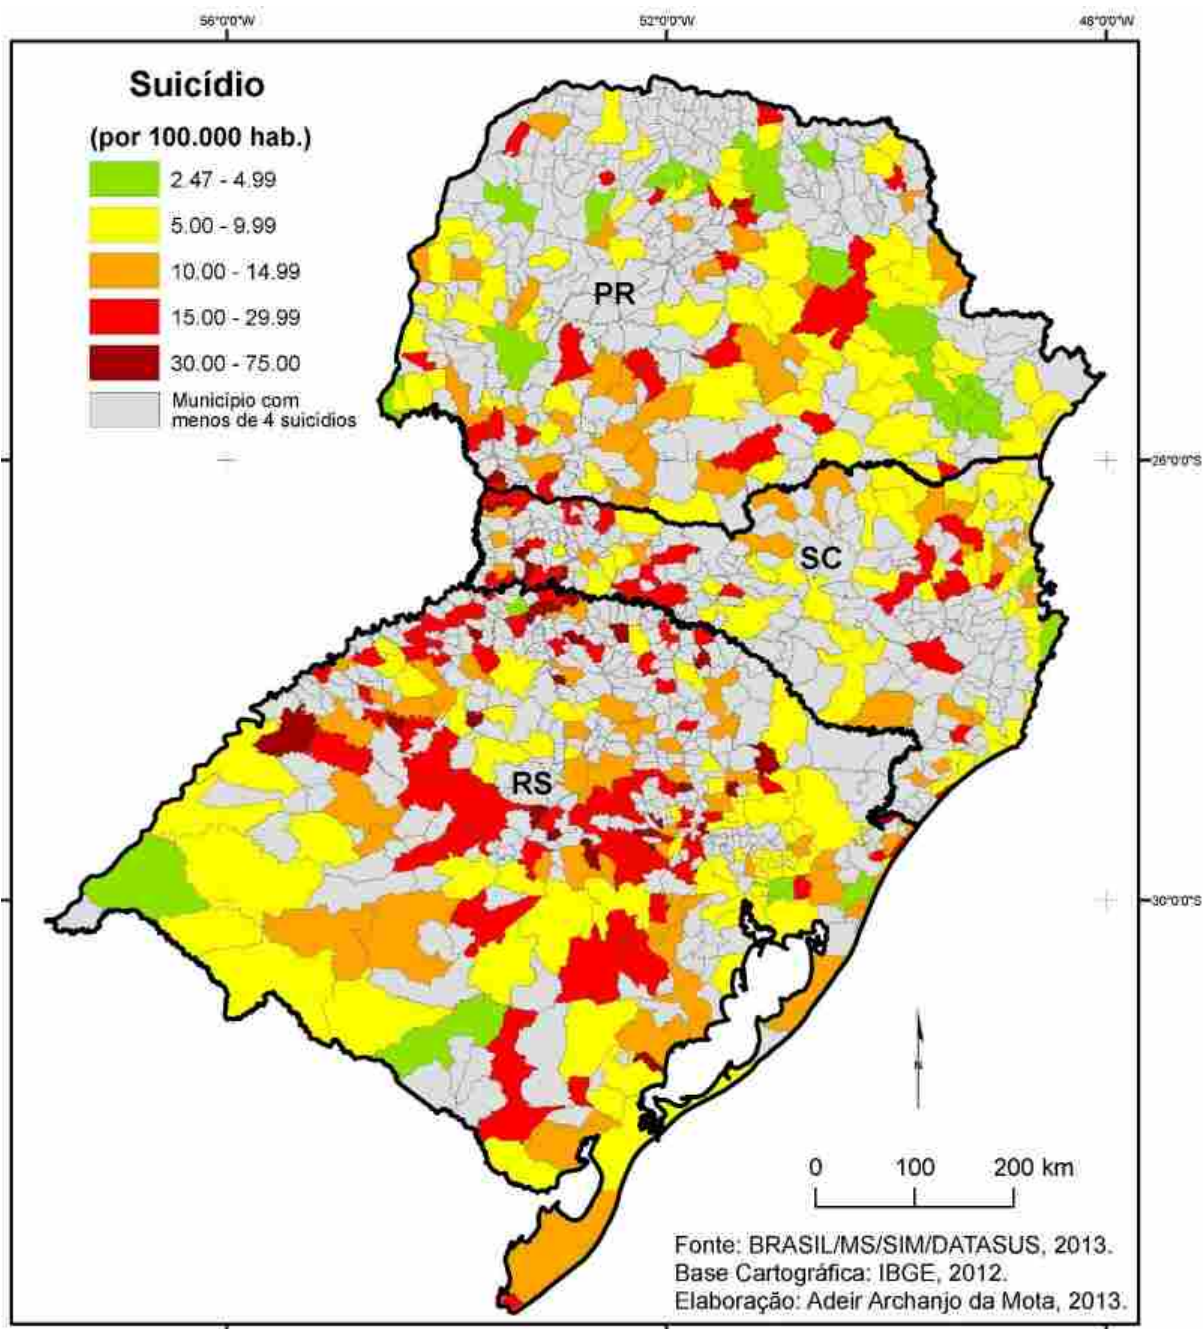 56°0'0"W
52°0'0"W
48°0'0"W
Suicídio
(por 100.000 hab.)
2.47 - 4.99
5.00 - 9.99
10.00 - 14.99
15.00 - 29.99
30.00 - 75.00
Município com
menos de 4 suicídios
PR
26°0'0"S
SC
RS
30°0'0"S
N
0 100 200 km
Fonte: BRASIL/MS/SIM/DATASUS, 2013.
Base Cartográfica: IBGE, 2012.
Elaboração: Adeir Archanjo da Mota, 2013.